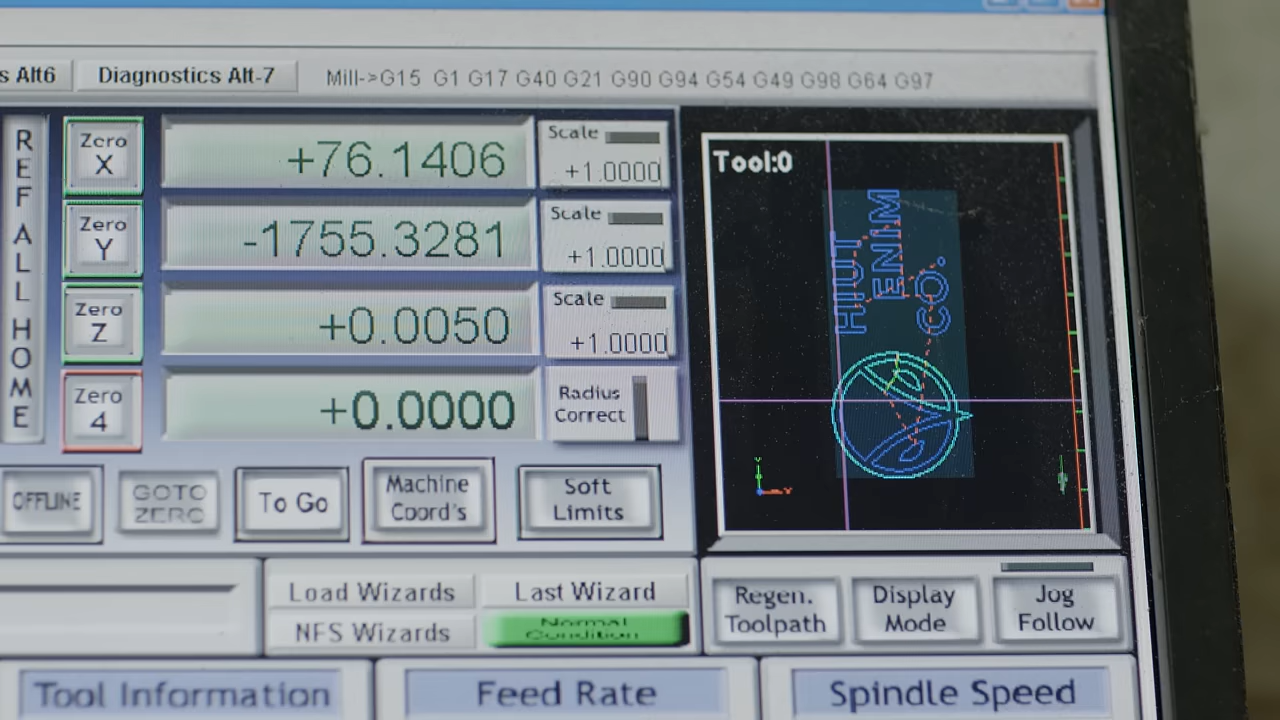 s Alt6 Diagnostics Alt-7 Mill->G15 G1 G17 G40 G21 G90 G94 G54 G49 G98 G64 G97
REF ALL HOME
Zero X +76.1406 Scale +1.0000
Zero Y -1755.3281 Scale +1.0000
Zero Z +0.0050 Scale +1.0000
Zero 4 +0.0000 Radius Correct
Tool:0
HIUT
ENIM
CO.
OFFLINE GOTO ZERO To Go Machine Coord's Soft Limits
Load Wizards Last Wizard
NFS Wizards Normal Condition
Regen. Toolpath Display Mode Jog Follow
Tool Information Feed Rate Spindle Speed